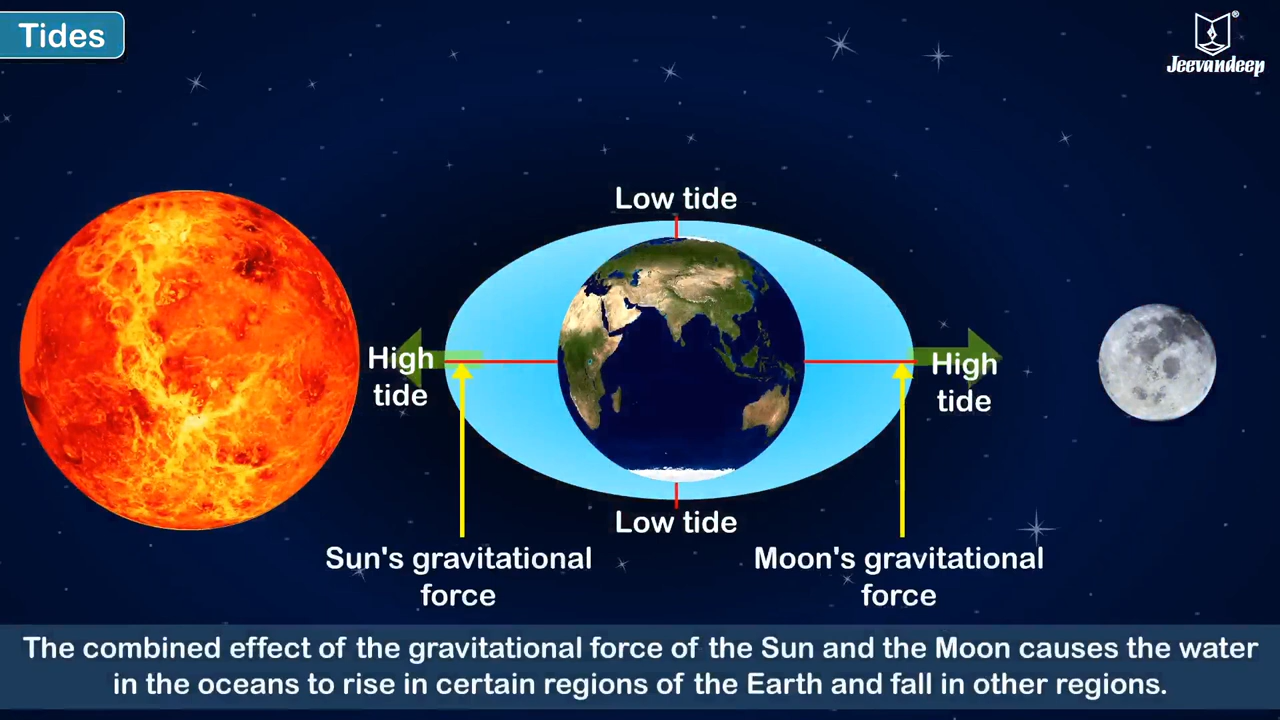 Tides
®
Jeevandeep
Low tide
High
tide
High
tide
Low tide
Sun's gravitational
force
Moon's gravitational
force
The combined effect of the gravitational force of the Sun and the Moon causes the water
in the oceans to rise in certain regions of the Earth and fall in other regions.